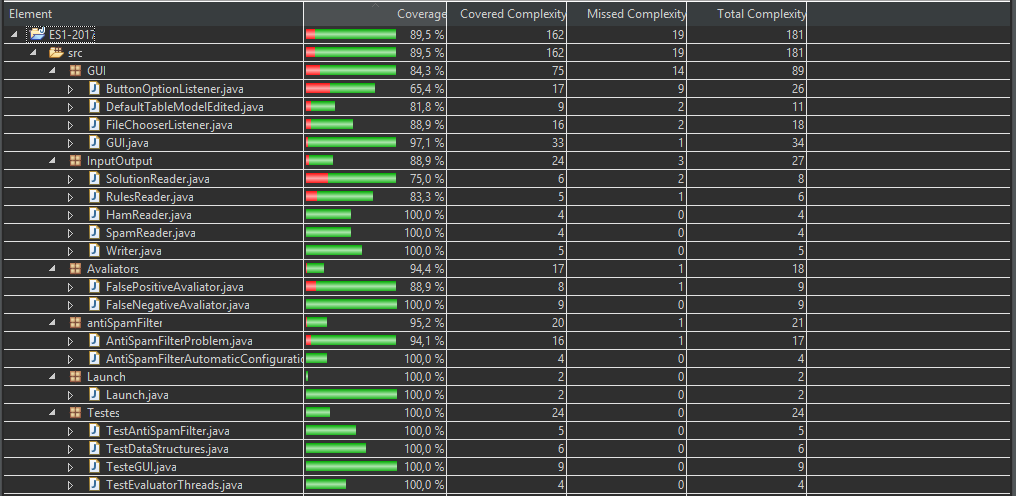 Element Coverage Covered Complexity Missed Complexity Total Complexity
ES1-2017 89,5 % 162 19 181
src 89,5 % 162 19 181
GUI 84,3 % 75 14 89
ButtonOptionListener.java 65,4 % 17 9 26
DefaultTableModelEdited.java 81,8 % 9 2 11
FileChooserListener.java 88,9 % 16 2 18
GUI.java 97,1 % 33 1 34
InputOutput 88,9 % 24 3 27
SolutionReader.java 75,0 % 6 2 8
RulesReader.java 83,3 % 5 1 6
HamReader.java 100,0 % 4 0 4
SpamReader.java 100,0 % 4 0 4
Writer.java 100,0 % 5 0 5
Avaliators 94,4 % 17 1 18
FalsePositiveAvaliator.java 88,9 % 8 1 9
FalseNegativeAvaliator.java 100,0 % 9 0 9
antiSpamFilter 95,2 % 20 1 21
AntiSpamFilterProblem.java 94,1 % 16 1 17
AntiSpamFilterAutomaticConfiguratio 100,0 % 4 0 4
Launch 100,0 % 2 0 2
Launch.java 100,0 % 2 0 2
Testes 100,0 % 24 0 24
TestAntiSpamFilter.java 100,0 % 5 0 5
TestDataStructures.java 100,0 % 6 0 6
TesteGUI.java 100,0 % 9 0 9
TestEvaluatorThreads.java 100,0 % 4 0 4